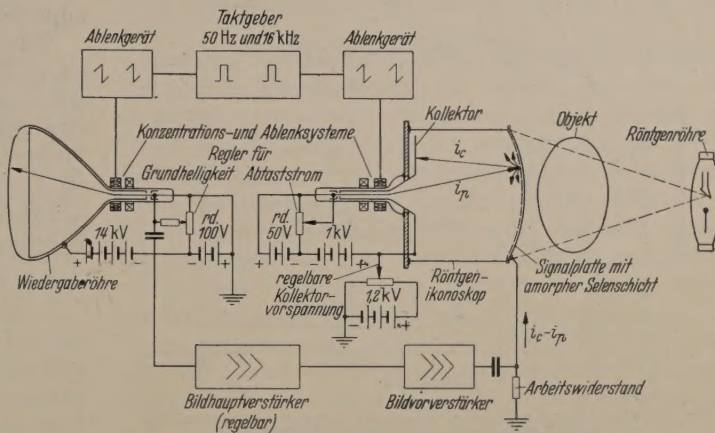 Taktgeber
50 Hz und 16 kHz
Ablenkgerät
Ablenkgerät
Kollektor
Objekt
Röntgenröhre
Konzentrations- und Ablenksysteme
Regler für
Grundhelligkeit
Abtaststrom
i_c
i_p
14 kV
rd.
100V
rd.
50V
1 kV
+
-
-
+
+
-
-
+
Wiedergaberöhre
regelbare
Kollektor-
vorspannung
1,2 kV
-
+
Röntgen-
ikonoskop
Signalplatte mit
amorpher Selenschicht
i_c-i_p
Bildhauptverstärker
(regelbar)
Bildvorverstärker
Arbeitswiderstand